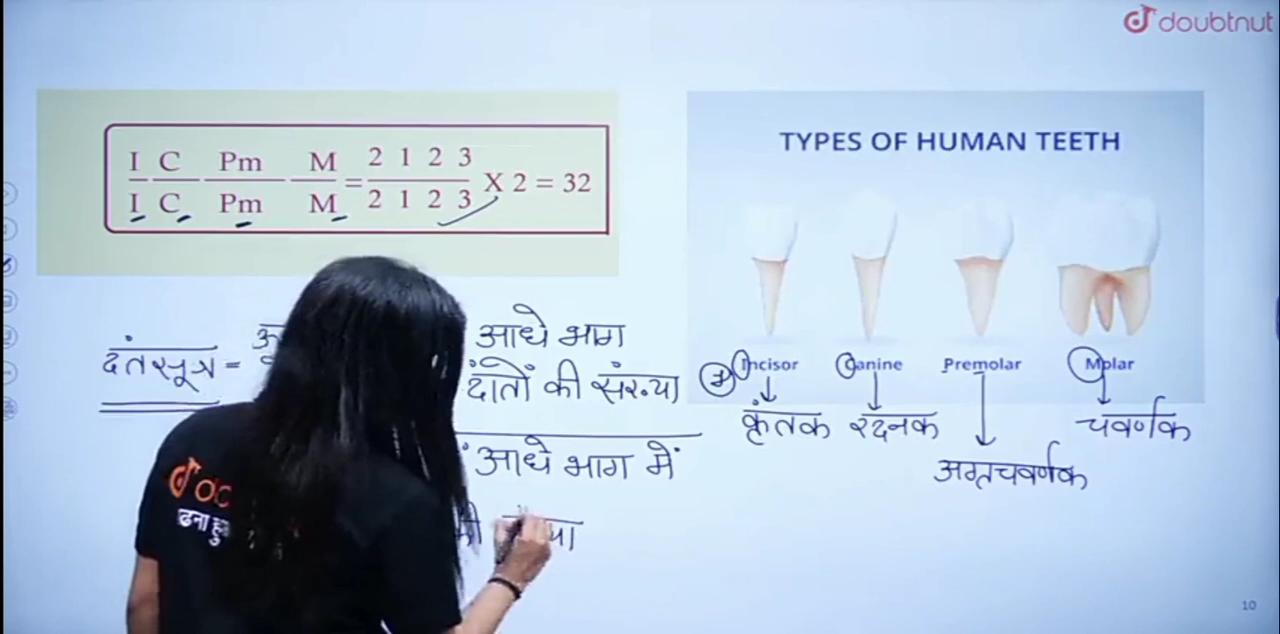 doubtnut
I C Pm M 2 1 2 3
= X 2 = 32
I C Pm M 2 1 2 3
TYPES OF HUMAN TEETH
Incisor Canine Premolar Molar
कृंतक रदनक चवर्णक
अग्रचवर्णक
दंतसूत्र = आधे भाग
दांतों की संख्या
आधे भाग में
की
10